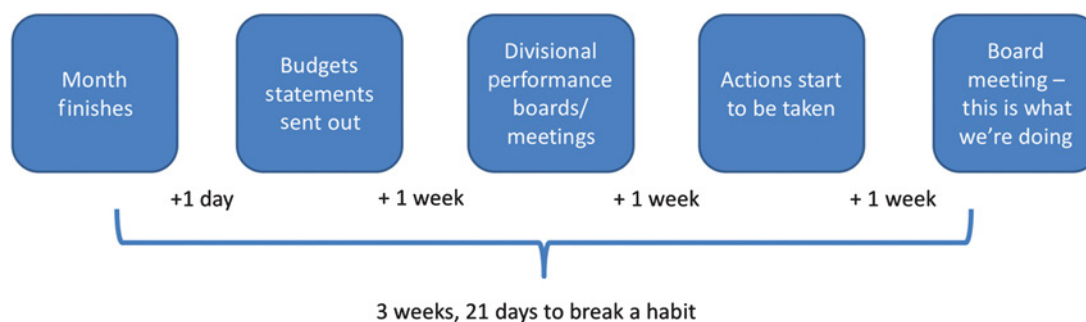 Month
finishes
Budgets
statements
sent out
Divisional
performance
boards/
meetings
Actions start
to be taken
Board
meeting –
this is what
we're doing
+1 day
+ 1 week
+ 1 week
+ 1 week
3 weeks, 21 days to break a habit